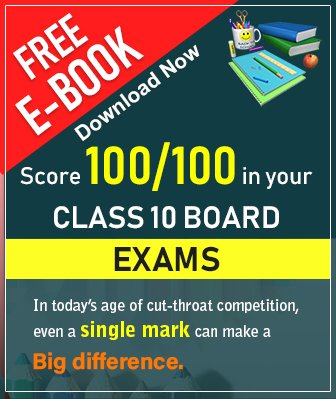 FREE
E-BOOK
Download Now
Score 100/100 in your
CLASS 10 BOARD
EXAMS
In today's age of cut-throat competition,
even a single mark can make a
Big difference.